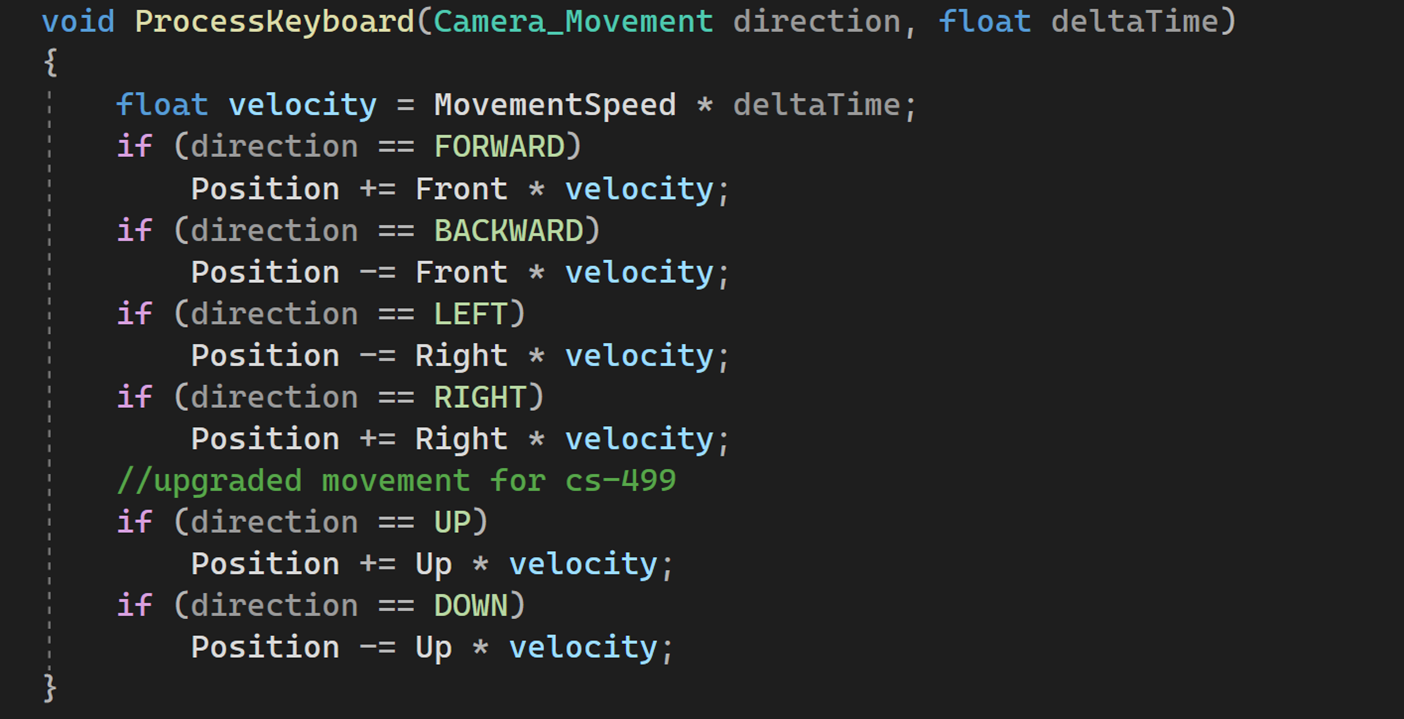 void ProcessKeyboard(Camera_Movement direction, float deltaTime)
{
    float velocity = MovementSpeed * deltaTime;
    if (direction == FORWARD)
        Position += Front * velocity;
    if (direction == BACKWARD)
        Position -= Front * velocity;
    if (direction == LEFT)
        Position -= Right * velocity;
    if (direction == RIGHT)
        Position += Right * velocity;
    //upgraded movement for cs-499
    if (direction == UP)
        Position += Up * velocity;
    if (direction == DOWN)
        Position -= Up * velocity;
}